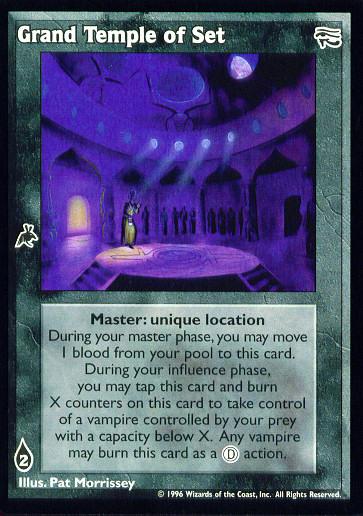 Grand Temple of Set
Master: unique location
During your master phase, you may move
1 blood from your pool to this card.
During your influence phase,
you may tap this card and burn
X counters on this card to take control
of a vampire controlled by your prey
with a capacity below X. Any vampire
may burn this card as a Ⓓ action.
2
Illus. Pat Morrissey
© 1996 Wizards of the Coast, Inc. All Rights Reserved.